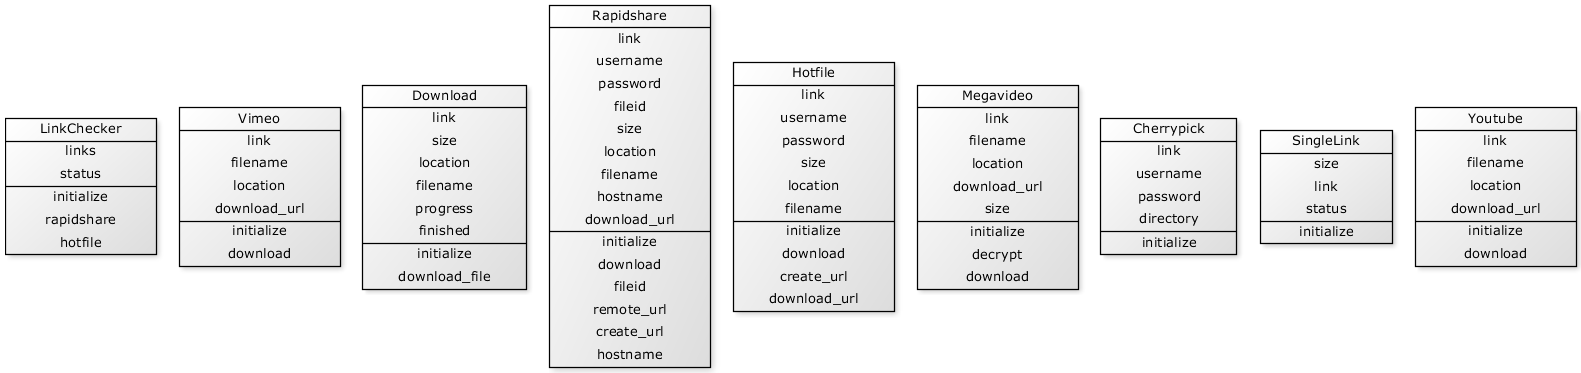 LinkChecker
links
status
initialize
rapidshare
hotfile
Vimeo
link
filename
location
download_url
initialize
download
Download
link
size
location
filename
progress
finished
initialize
download_file
Rapidshare
link
username
password
fileid
size
location
filename
hostname
download_url
initialize
download
fileid
remote_url
create_url
hostname
Hotfile
link
username
password
size
location
filename
initialize
download
create_url
download_url
Megavideo
link
filename
location
download_url
size
initialize
decrypt
download
Cherrypick
link
username
password
directory
initialize
SingleLink
size
link
status
initialize
Youtube
link
filename
location
download_url
initialize
download